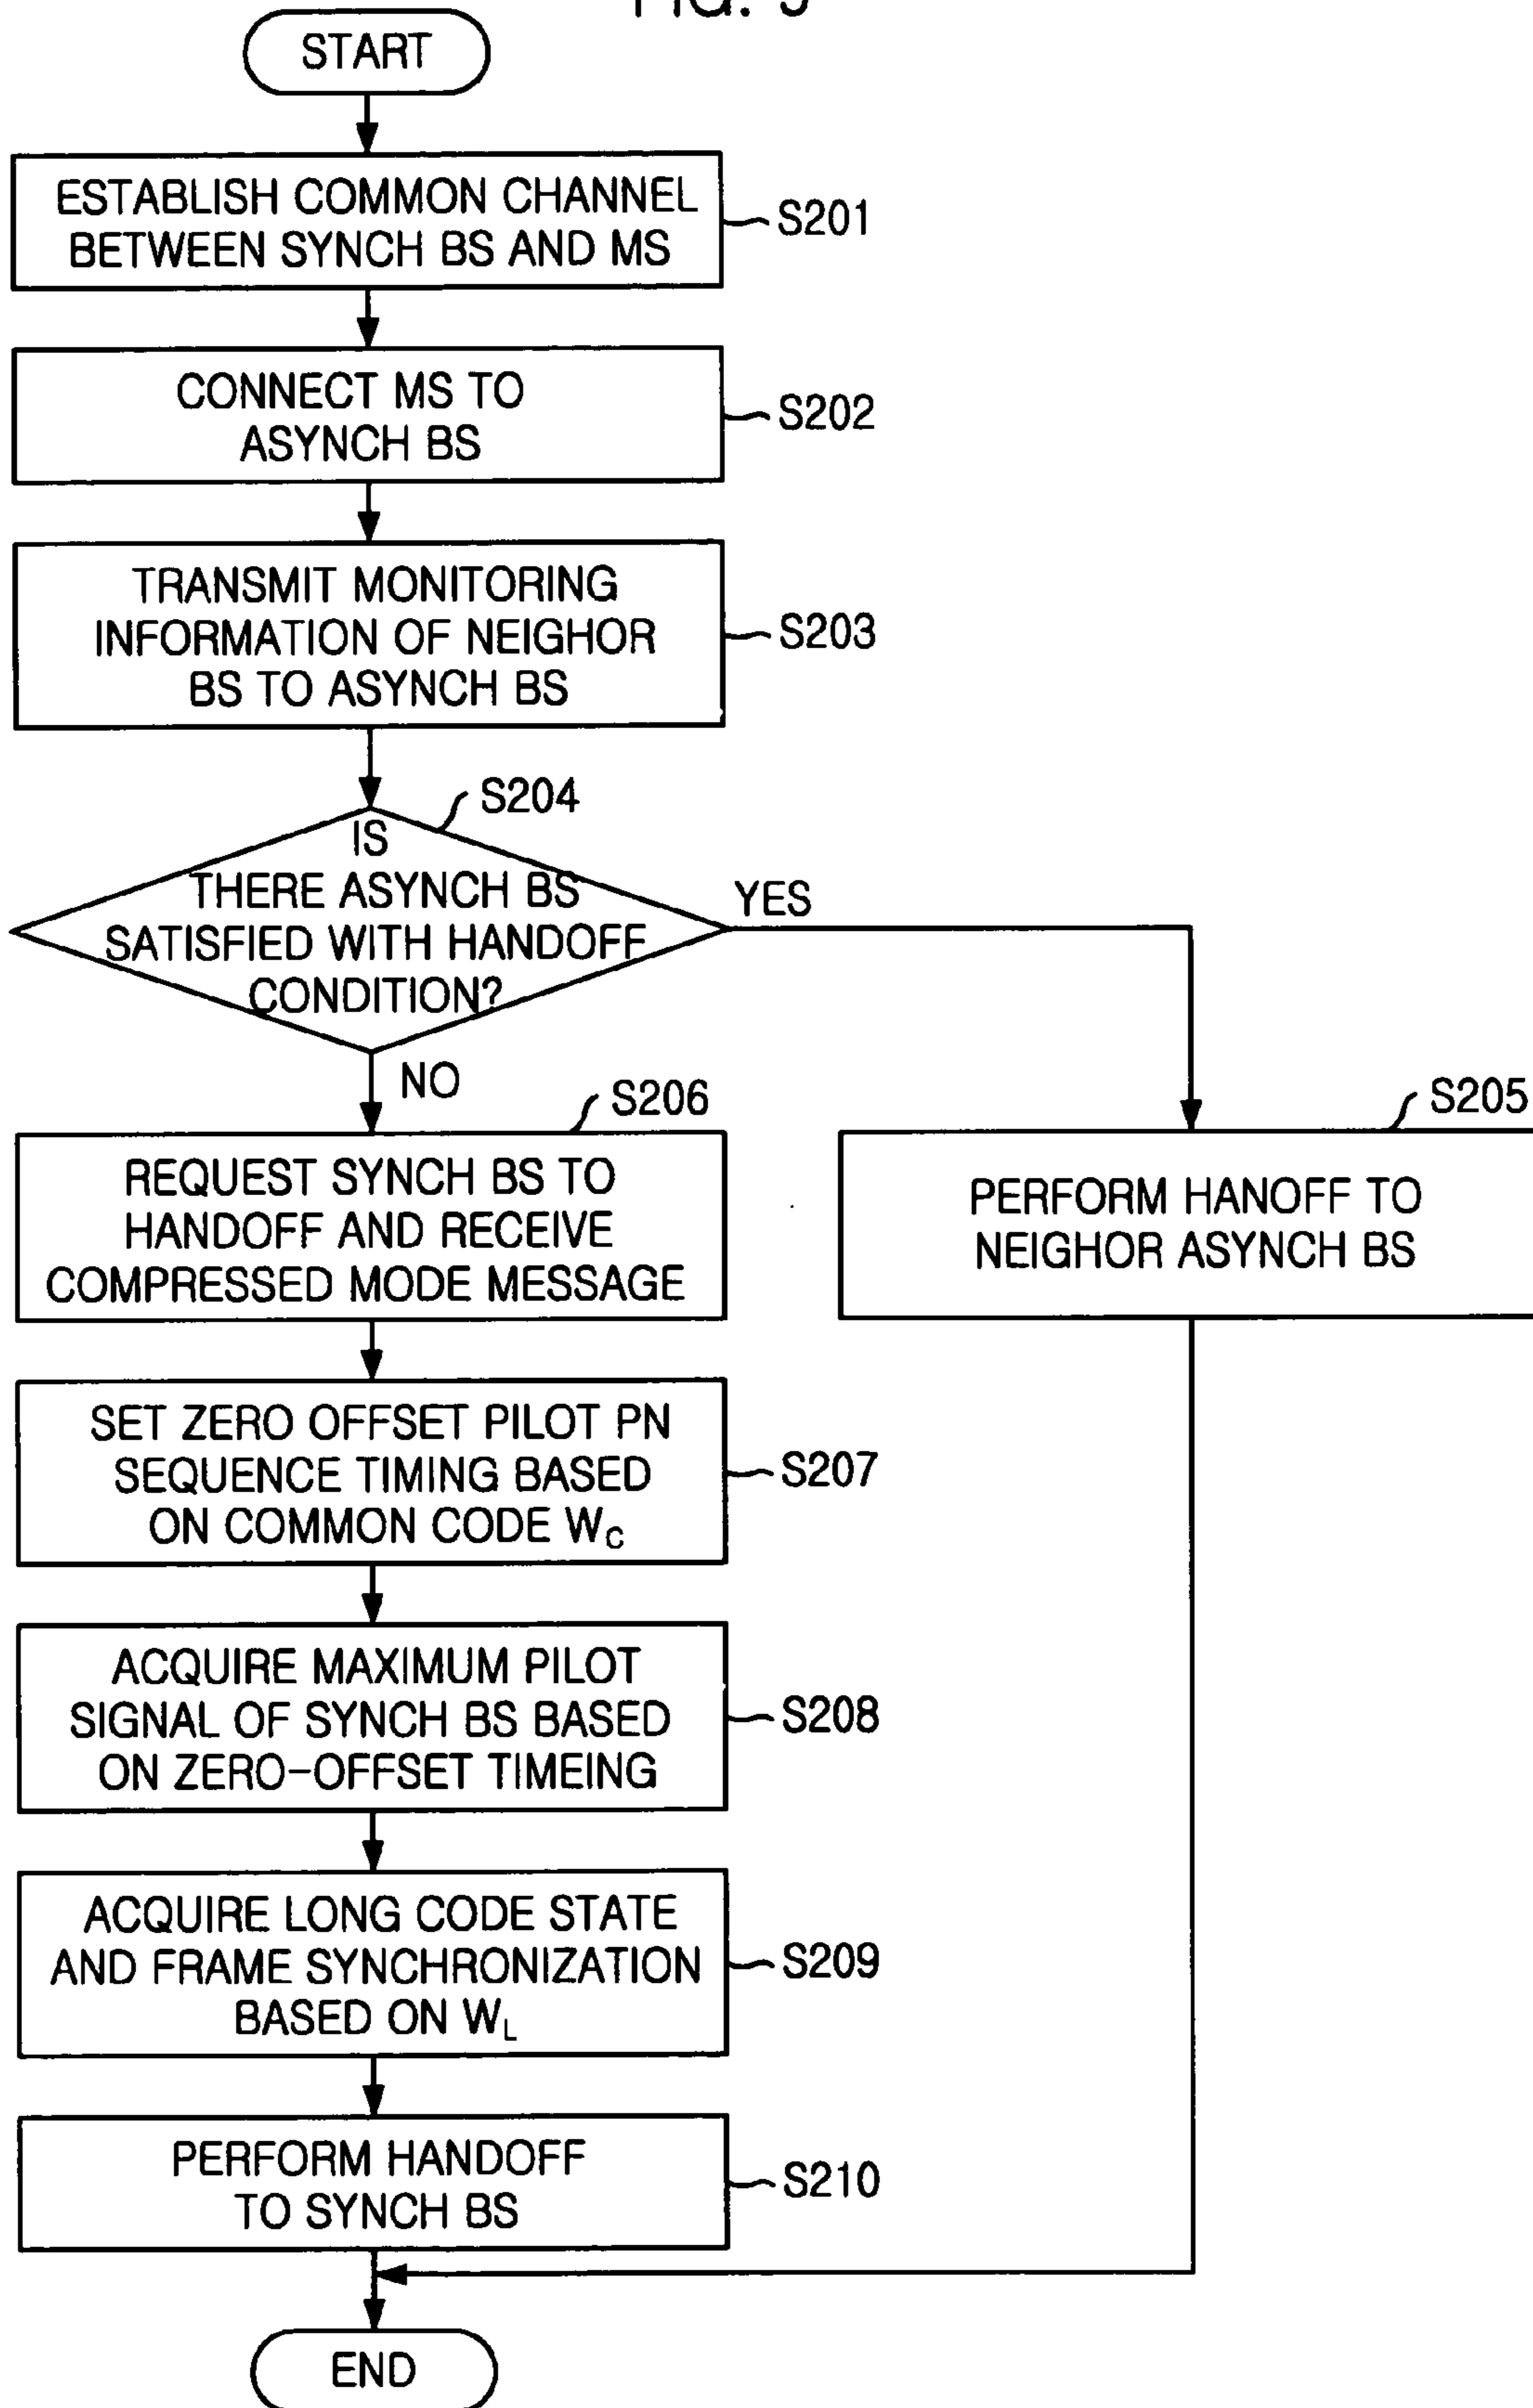 START
ESTABLISH COMMON CHANNEL
BETWEEN SYNCH BS AND MS
S201
CONNECT MS TO
ASYNCH BS
S202
TRANSMIT MONITORING
INFORMATION OF NEIGHOR
BS TO ASYNCH BS
S203
S204
IS
THERE ASYNCH BS
SATISFIED WITH HANDOFF
CONDITION?
YES
NO
S206
REQUEST SYNCH BS TO
HANDOFF AND RECEIVE
COMPRESSED MODE MESSAGE
S205
PERFORM HANOFF TO
NEIGHOR ASYNCH BS
SET ZERO OFFSET PILOT PN
SEQUENCE TIMING BASED
ON COMMON CODE WC
S207
ACQUIRE MAXIMUM PILOT
SIGNAL OF SYNCH BS BASED
ON ZERO-OFFSET TIMEING
S208
ACQUIRE LONG CODE STATE
AND FRAME SYNCHRONIZATION
BASED ON WL
S209
PERFORM HANDOFF
TO SYNCH BS
S210
END